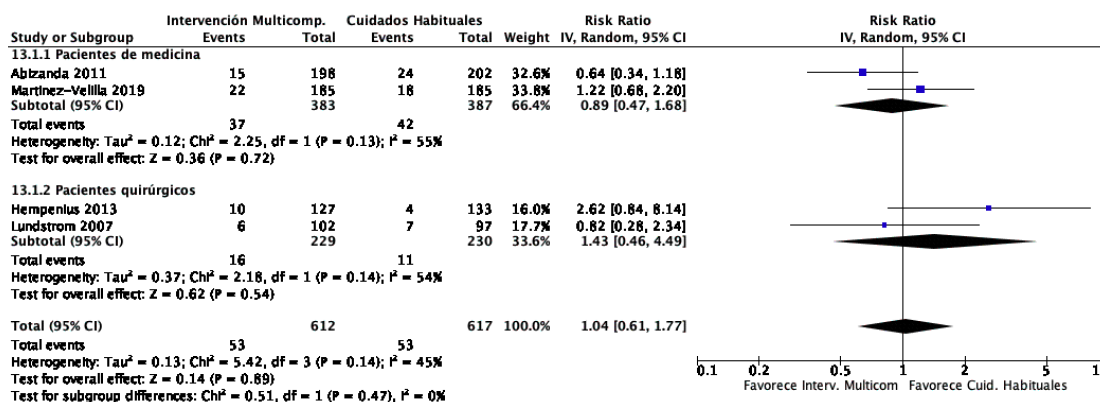 Intervención Multicomp. Cuidados Habituales Risk Ratio Risk Ratio
Study or Subgroup Events Total Events Total Weight IV, Random, 95% CI IV, Random, 95% CI
13.1.1 Pacientes de medicina
Abizanda 2011 15 198 24 202 32.6% 0.64 [0.34, 1.18]
Martinez-Velilla 2019 22 185 18 185 33.8% 1.22 [0.68, 2.20]
Subtotal (95% CI) 383 387 66.4% 0.89 [0.47, 1.68]
Total events 37 42
Heterogeneity: Tau² = 0.12; Chi² = 2.25, df = 1 (P = 0.13); I² = 55%
Test for overall effect: Z = 0.36 (P = 0.72)
13.1.2 Pacientes quirúrgicos
Hempenius 2013 10 127 4 133 16.0% 2.62 [0.84, 8.14]
Lundstrom 2007 6 102 7 97 17.7% 0.82 [0.28, 2.34]
Subtotal (95% CI) 229 230 33.6% 1.43 [0.46, 4.49]
Total events 16 11
Heterogeneity: Tau² = 0.37; Chi² = 2.18, df = 1 (P = 0.14); I² = 54%
Test for overall effect: Z = 0.62 (P = 0.54)
Total (95% CI) 612 617 100.0% 1.04 [0.61, 1.77]
Total events 53 53
Heterogeneity: Tau² = 0.13; Chi² = 5.42, df = 3 (P = 0.14); I² = 45%
Test for overall effect: Z = 0.14 (P = 0.89)
Test for subgroup differences: Chi² = 0.51, df = 1 (P = 0.47), I² = 0%
0.1 0.2 0.5 1 2 5 1
Favorece Interv. Multicom Favorece Cuid. Habituales